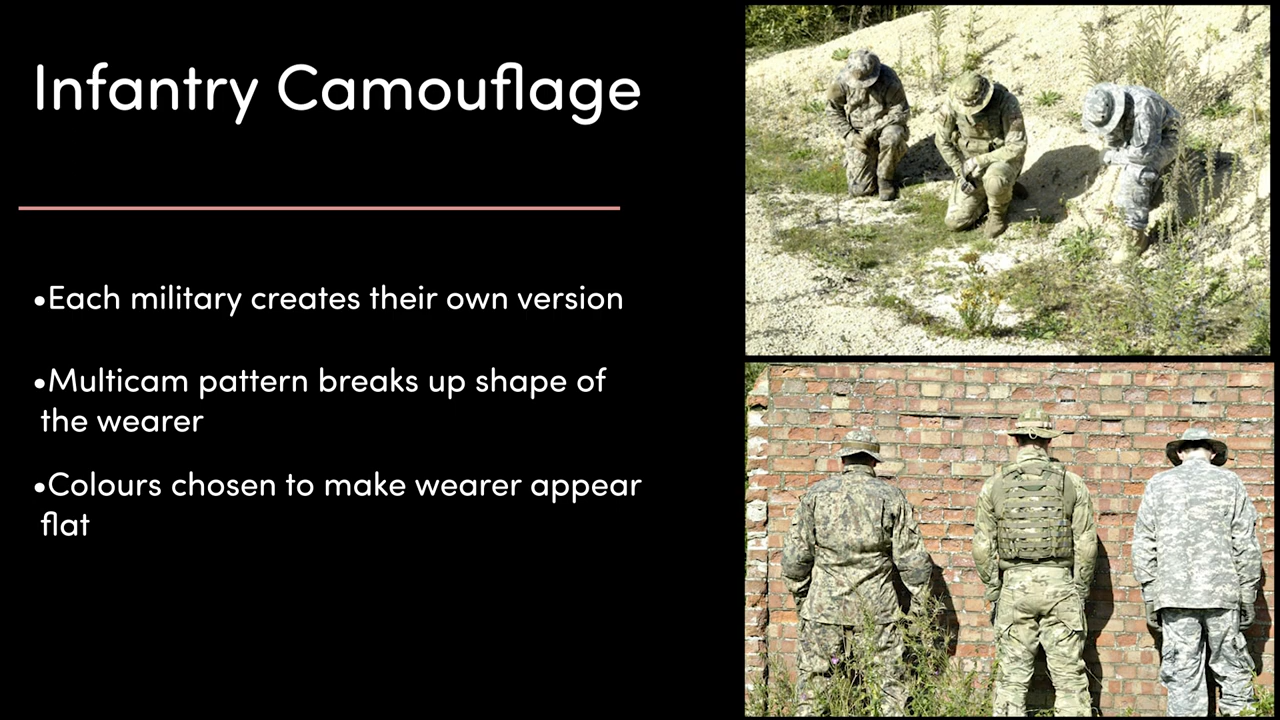 Infantry Camouflage
•Each military creates their own version
•Multicam pattern breaks up shape of
the wearer
•Colours chosen to make wearer appear
flat